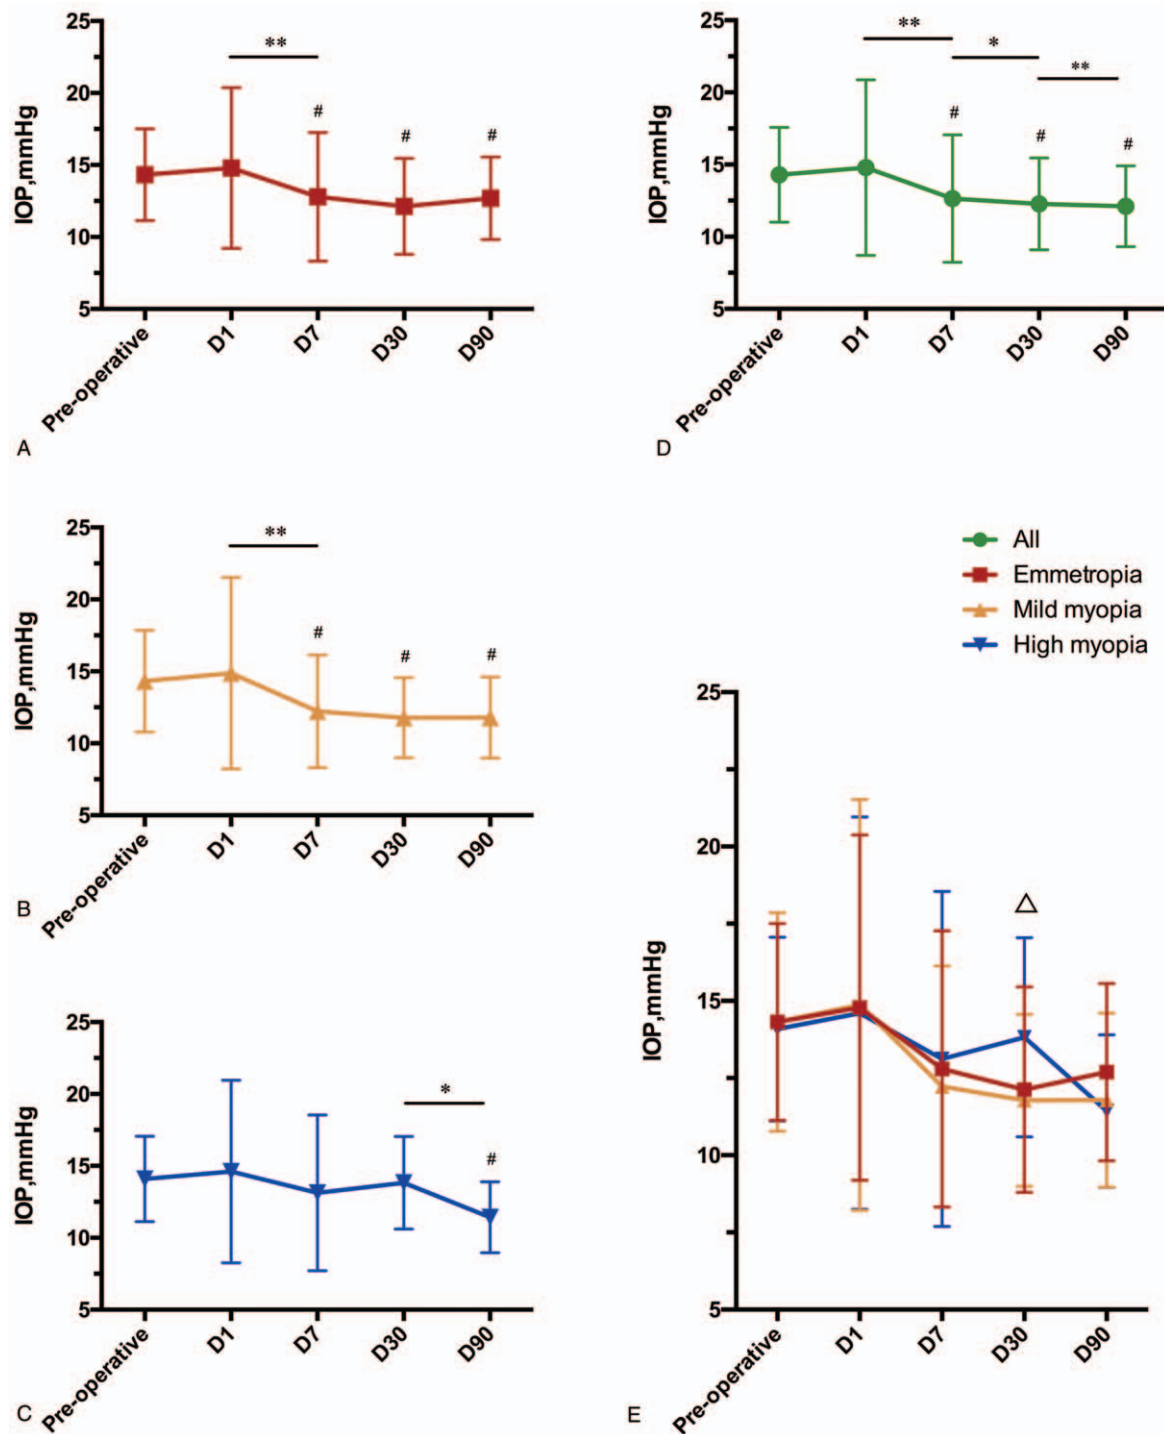 25
20
15
10
5
IOP,mmHg
**
#
#
#
Pre-operative
D1
D7
D30
D90
A
25
20
15
10
5
IOP,mmHg
**
*
**
#
#
#
Pre-operative
D1
D7
D30
D90
D
25
20
15
10
5
IOP,mmHg
**
#
#
#
Pre-operative
D1
D7
D30
D90
B
All
Emmetropia
Mild myopia
High myopia
25
20
15
10
5
IOP,mmHg
*
#
Pre-operative
D1
D7
D30
D90
C
25
20
15
10
5
IOP,mmHg
△
Pre-operative
D1
D7
D30
D90
E